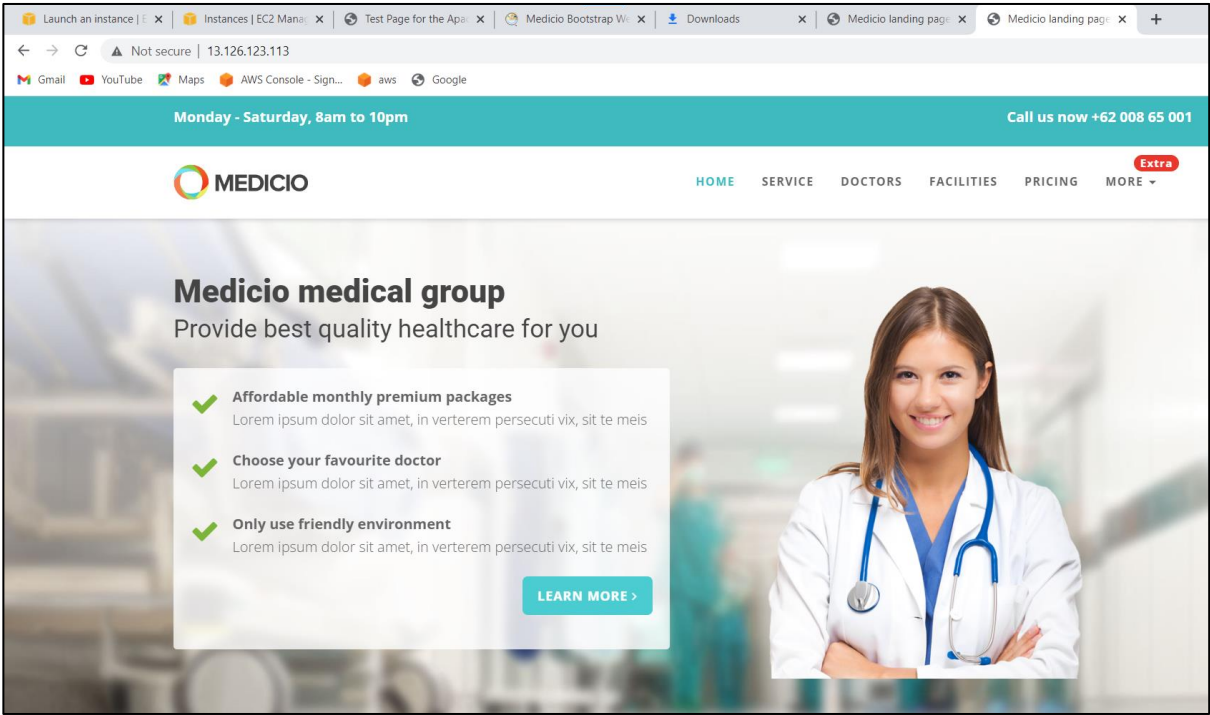 Launch an instance | E
Instances | EC2 Manag
Test Page for the Apac
Medicio Bootstrap We
Downloads
Medicio landing page
Medicio landing page
Not secure | 13.126.123.113
Gmail YouTube Maps AWS Console - Sign... aws Google
Monday - Saturday, 8am to 10pm
Call us now +62 008 65 001
MEDICIO
HOME SERVICE DOCTORS FACILITIES PRICING MORE
Extra
Medicio medical group
Provide best quality healthcare for you
Affordable monthly premium packages
Lorem ipsum dolor sit amet, in verterem persecuti vix, sit te meis
Choose your favourite doctor
Lorem ipsum dolor sit amet, in verterem persecuti vix, sit te meis
Only use friendly environment
Lorem ipsum dolor sit amet, in verterem persecuti vix, sit te meis
LEARN MORE ›